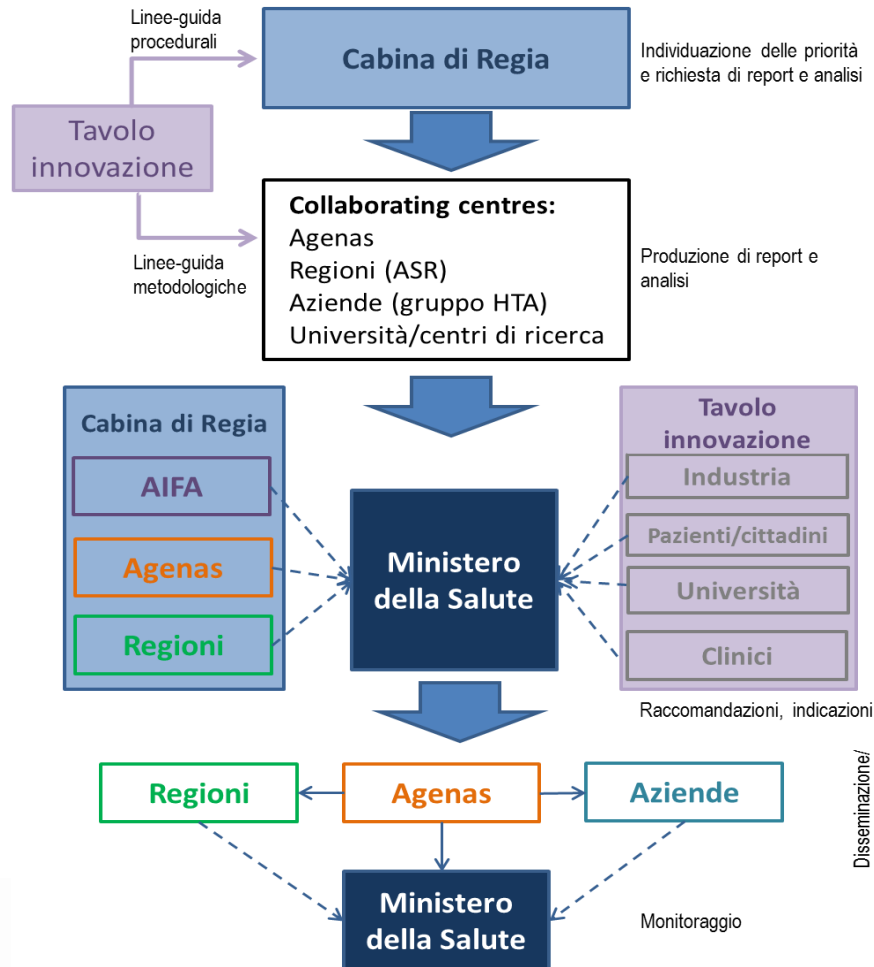 Linee-guida
procedurali
Cabina di Regia
Individuazione delle priorità
e richiesta di report e analisi
Tavolo
innovazione
Linee-guida
metodologiche
Collaborating centres:
Agenas
Regioni (ASR)
Aziende (gruppo HTA)
Università/centri di ricerca
Produzione di report e
analisi
Cabina di Regia
AIFA
Agenas
Regioni
Ministero
della Salute
Tavolo
innovazione
Industria
Pazienti/cittadini
Università
Clinici
Raccomandazioni, indicazioni
Regioni
Agenas
Aziende
Disseminazione/
Ministero
della Salute
Monitoraggio